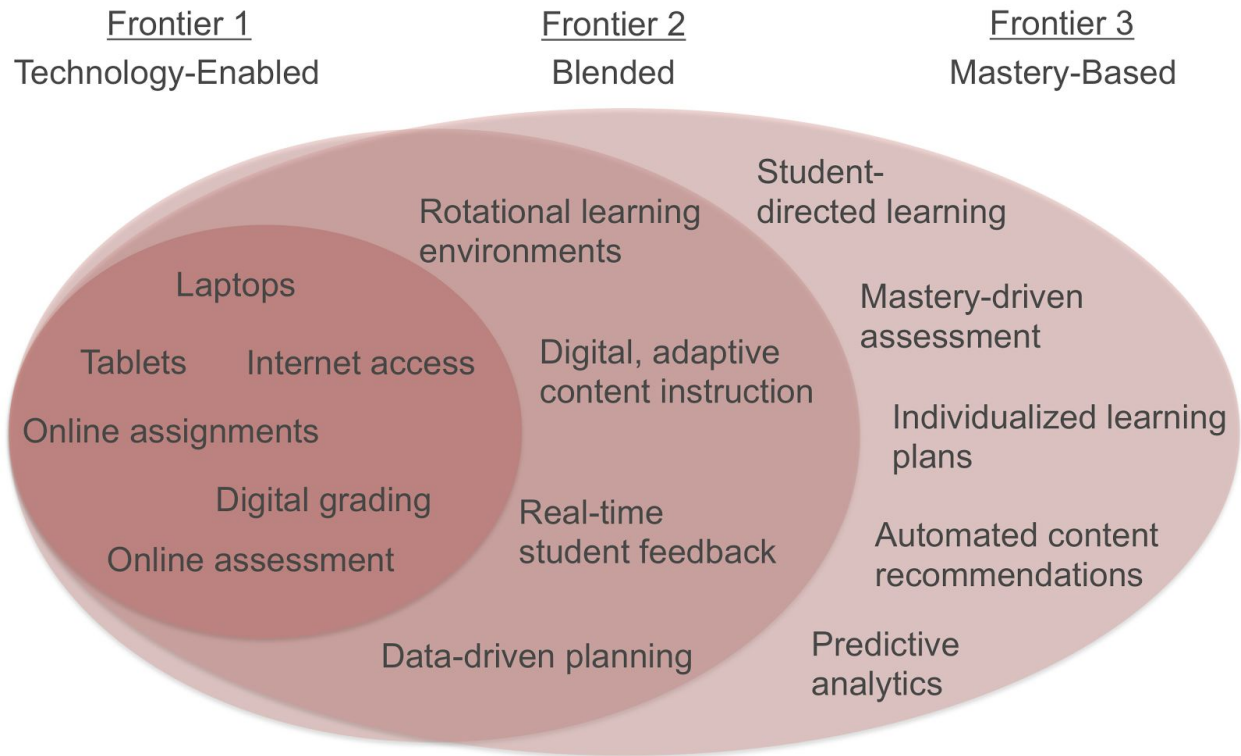 Frontier 1
Technology-Enabled
Frontier 2
Blended
Frontier 3
Mastery-Based
Laptops
Tablets
Internet access
Online assignments
Digital grading
Online assessment
Rotational learning
environments
Digital, adaptive
content instruction
Real-time
student feedback
Data-driven planning
Student-
directed learning
Mastery-driven
assessment
Individualized learning
plans
Automated content
recommendations
Predictive
analytics